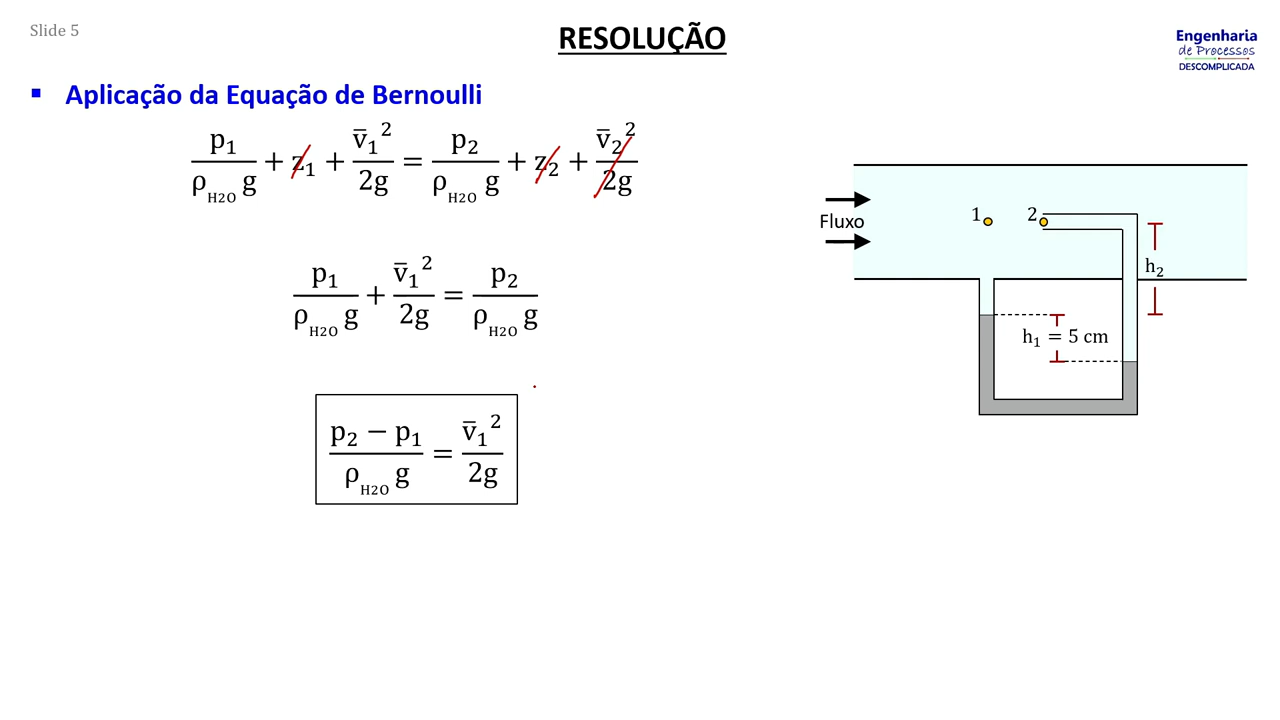 Slide 5
RESOLUÇÃO
Engenharia
de Processos
DESCOMPLICADA
▪ Aplicação da Equação de Bernoulli
p₁/(ρ_H2O g) + z₁ + v̄₁²/2g = p₂/(ρ_H2O g) + z₂ + v̄₂²/2g
p₁/(ρ_H2O g) + v̄₁²/2g = p₂/(ρ_H2O g)
(p₂ − p₁)/(ρ_H2O g) = v̄₁²/2g
Fluxo
1
2
h₂
h₁ = 5 cm